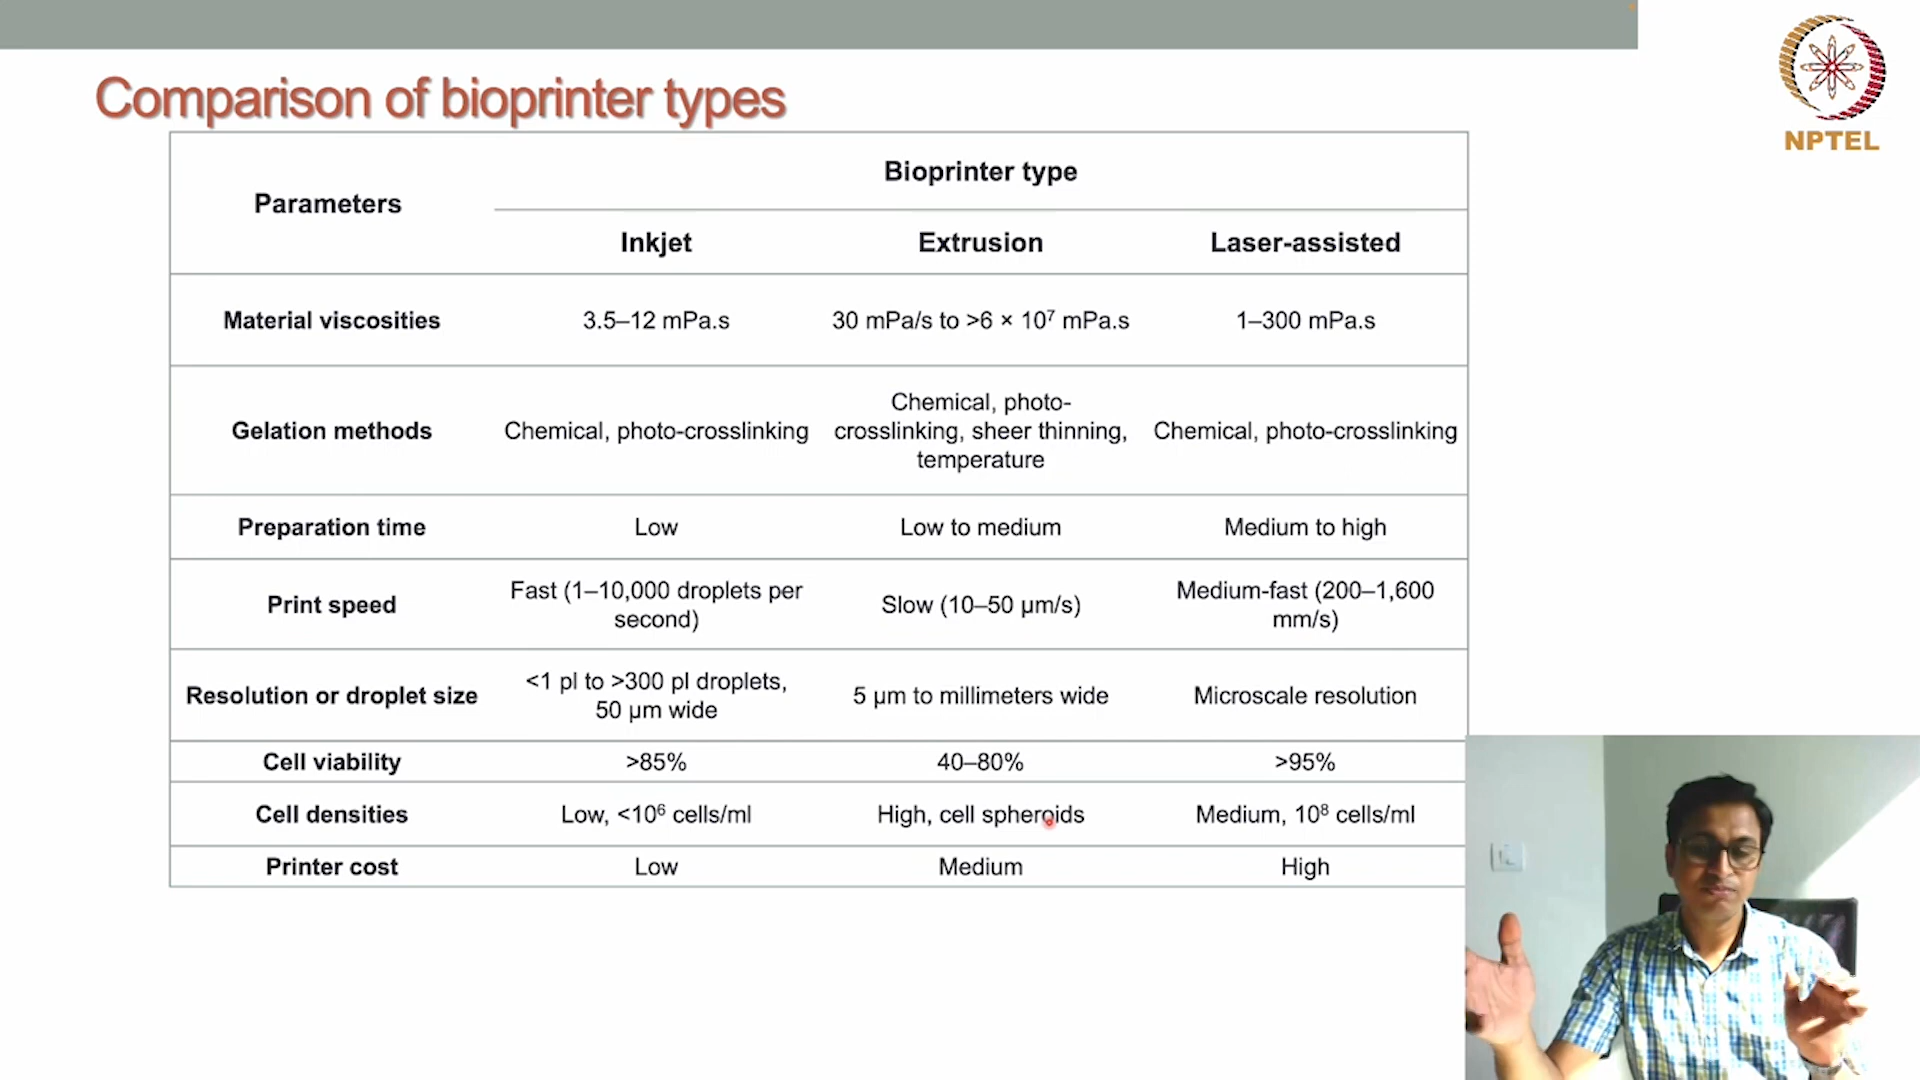 Comparison of bioprinter types
NPTEL
Parameters
Bioprinter type
Inkjet
Extrusion
Laser-assisted
Material viscosities
3.5–12 mPa.s
30 mPa/s to >6 × 10⁷ mPa.s
1–300 mPa.s
Gelation methods
Chemical, photo-crosslinking
Chemical, photo-
crosslinking, sheer thinning,
temperature
Chemical, photo-crosslinking
Preparation time
Low
Low to medium
Medium to high
Print speed
Fast (1–10,000 droplets per
second)
Slow (10–50 µm/s)
Medium-fast (200–1,600
mm/s)
Resolution or droplet size
<1 pl to >300 pl droplets,
50 µm wide
5 µm to millimeters wide
Microscale resolution
Cell viability
>85%
40–80%
>95%
Cell densities
Low, <10⁶ cells/ml
High, cell spheroids
Medium, 10⁸ cells/ml
Printer cost
Low
Medium
High